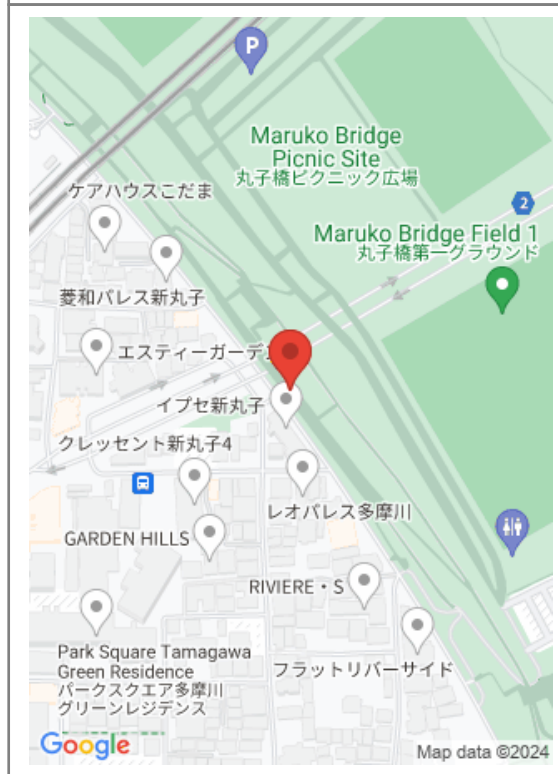 P
Maruko Bridge
Picnic Site
丸子橋ピクニック広場
ケアハウスこだま
2
Maruko Bridge Field 1
丸子橋第一グラウンド
菱和パレス新丸子
エスティーガーデン
イプセ新丸子
クレッセント新丸子4
レオパレス多摩川
GARDEN HILLS
RIVIERE・S
Park Square Tamagawa
Green Residence
パークスクエア多摩川
グリーンレジデンス
フラットリバーサイド
Google
Map data ©2024